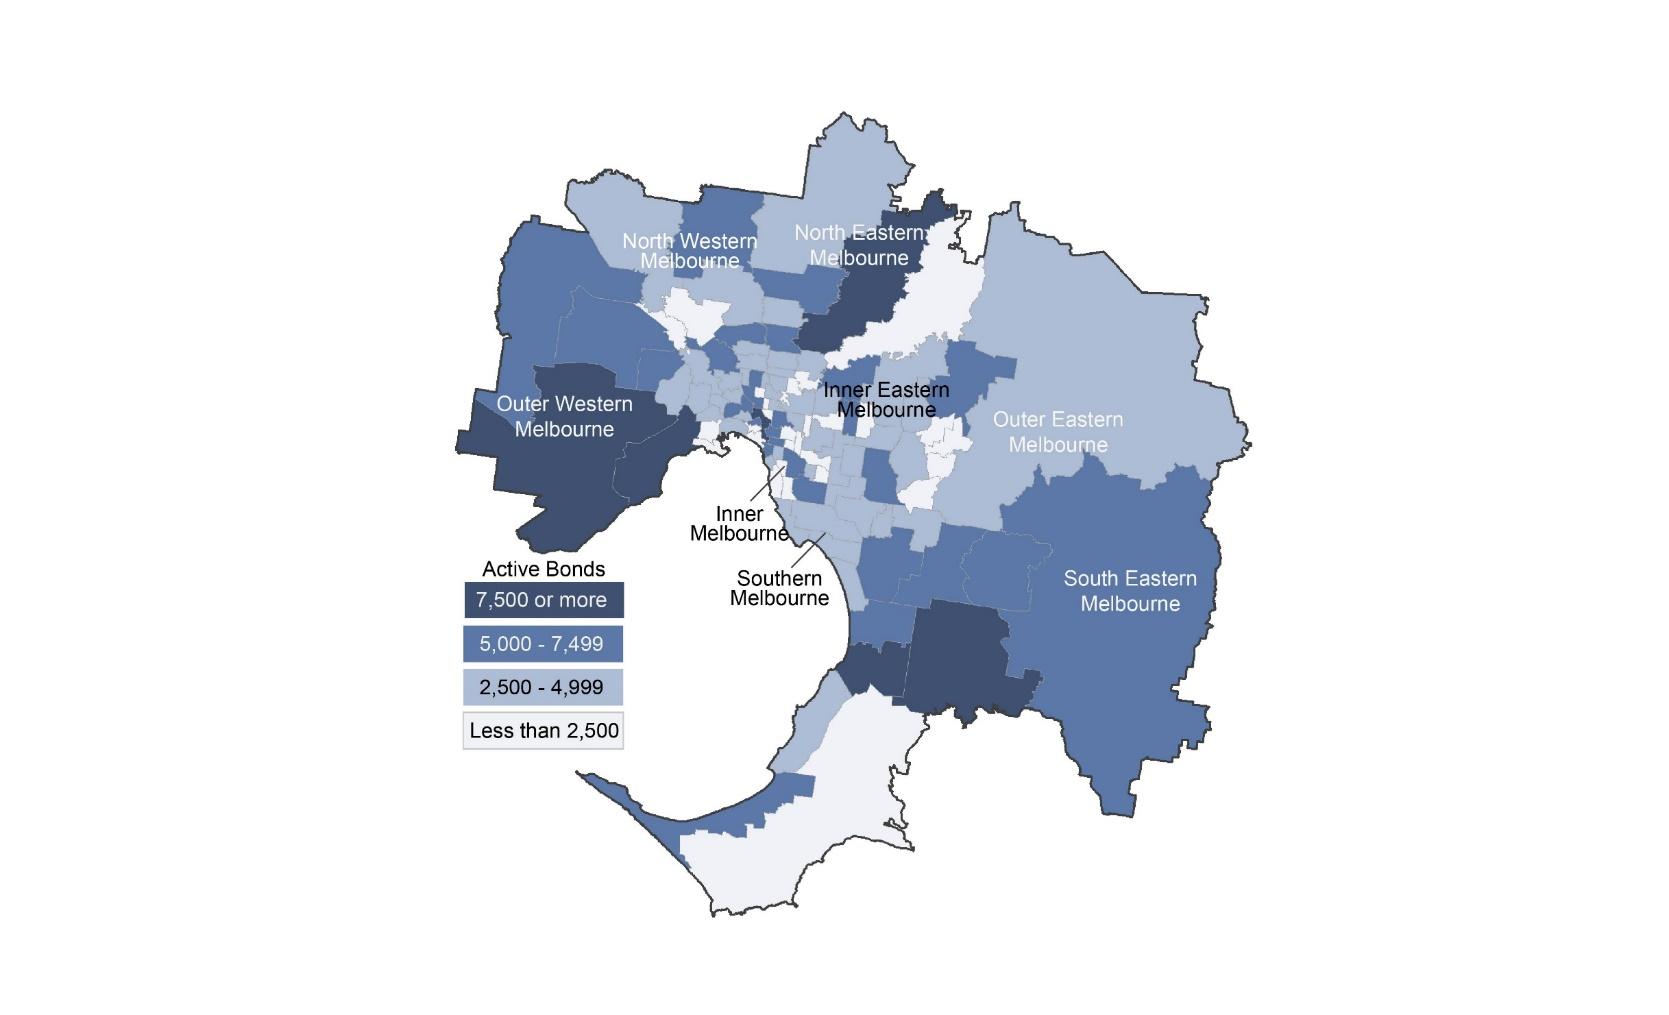 North Western
Melbourne
North Eastern
Melbourne
Inner Eastern
Melbourne
Outer Western
Melbourne
Outer Eastern
Melbourne
Inner
Melbourne
Southern
Melbourne
South Eastern
Melbourne
Active Bonds
7,500 or more
5,000 - 7,499
2,500 - 4,999
Less than 2,500